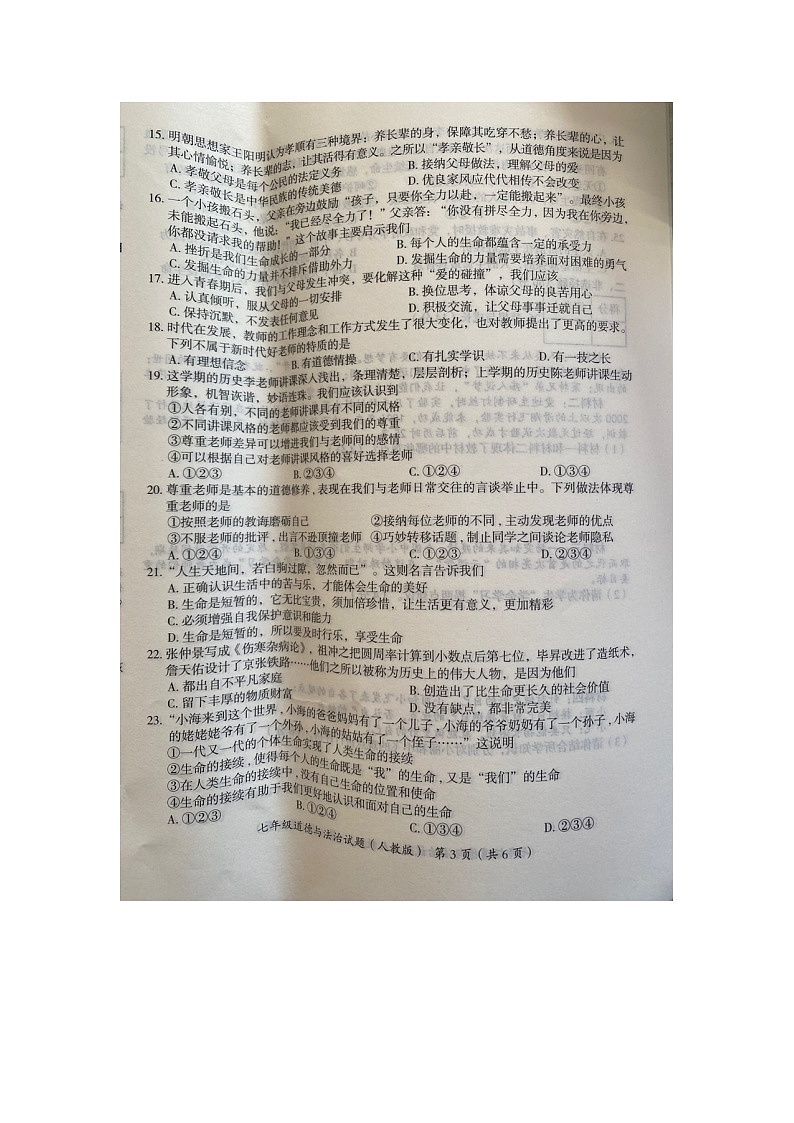 15. 明朝思想家王阳明认为孝顺有三种境界：养长辈的身，保障其吃穿不愁；养长辈的心，让
其心情愉悦；养长辈的志，让其活得有意义。之所以“孝亲敬长”，从道德角度来说是因为
A. 孝敬父母是每个公民的法定义务 B. 接纳父母做法，理解父母的爱
C. 孝亲敬长是中华民族的传统美德 D. 优良家风应代代相传不会改变
16. 一个小孩搬石头，父亲在旁边鼓励“孩子，只要你全力以赴，一定能搬起来”。最终小孩
未能搬起石头，他说：“我已经尽全力了！”父亲答：“你没有拼尽全力，因为我在你旁边，
你都没请求我的帮助！”这个故事主要启示我们
A. 挫折是我们生命成长的一部分 B. 每个人的生命都蕴含一定的承受力
C. 发掘生命的力量并不排斥借助外力 D. 发掘生命的力量需要培养面对困难的勇气
17. 进入青春期后，我们与父母发生冲突，要化解这种“爱的碰撞”，我们应该
A. 认真倾听，服从父母的一切安排 B. 换位思考，体谅父母的良苦用心
C. 保持沉默，不发表任何意见 D. 积极交流，让父母事事迁就自己
18. 时代在发展，教师的工作理念和工作方式发生了很大变化，也对教师提出了更高的要求。
下列不属于新时代好老师的特质的是
A. 有理想信念 B. 有道德情操 C. 有扎实学识 D. 有一技之长
19. 这学期的历史李老师讲课深入浅出，条理清楚，层层剖析；上学期的历史陈老师讲课生动
形象，机智诙谐，妙语连珠。我们应该认识到
①人各有别，不同的老师讲课具有不同的风格
②不同讲课风格的老师都应该受到我们的尊重
③尊重老师差异可以增进我们与老师间的感情
④可以根据自己对老师讲课风格的喜好选择老师
A. ①②③ B. ②③④ C. ①②④ D. ①③④
20. 尊重老师是基本的道德修养，表现在我们与老师日常交往的言谈举止中。下列做法体现尊
重老师的是
①按照老师的教诲磨砺自己 ②接纳每位老师的不同，主动发现老师的优点
③不服老师的批评，出言不逊顶撞老师 ④巧妙转移话题，制止同学之间谈论老师隐私
A. ①②④ B. ①③④ C. ①②③ D. ②③④
21. “人生天地间，若白驹过隙，忽然而已”。这则名言告诉我们
A. 正确认识生活中的苦与乐，才能体会生命的美好
B. 生命是短暂的，它无比宝贵，须加倍珍惜，让生活更有意义，更加精彩
C. 必须增强自我保护意识和能力
D. 生命是短暂的，所以要及时行乐，享受生命
22. 张仲景写成《伤寒杂病论》，祖冲之把圆周率计算到小数点后第七位，毕昇改进了造纸术，
詹天佑设计了京张铁路……他们之所以被称为历史上的伟大人物，是因为他们
A. 都出自不平凡家庭 B. 创造出了比生命更长久的社会价值
C. 留下丰厚的物质财富 D. 没有缺点，都非常完美
23. “小海来到这个世界，小海的爸爸妈妈有了一个儿子，小海的爷爷奶奶有了一个孙子，小海
的姥姥姥爷有了一个外孙，小海的姑姑有了一个侄子……”这说明
①一代又一代的个体生命实现了人类生命的接续
②生命的接续，使得每个人的生命既是“我”的生命，又是“我们”的生命
③在人类生命的接续中，没有自己生命的位置和使命
④生命的接续有助于我们更好地认识和面对自己的生命
A. ①②③ B. ①②④ C. ①③④ D. ②③④
七年级道德与法治试题（人教版） 第3页（共6页）